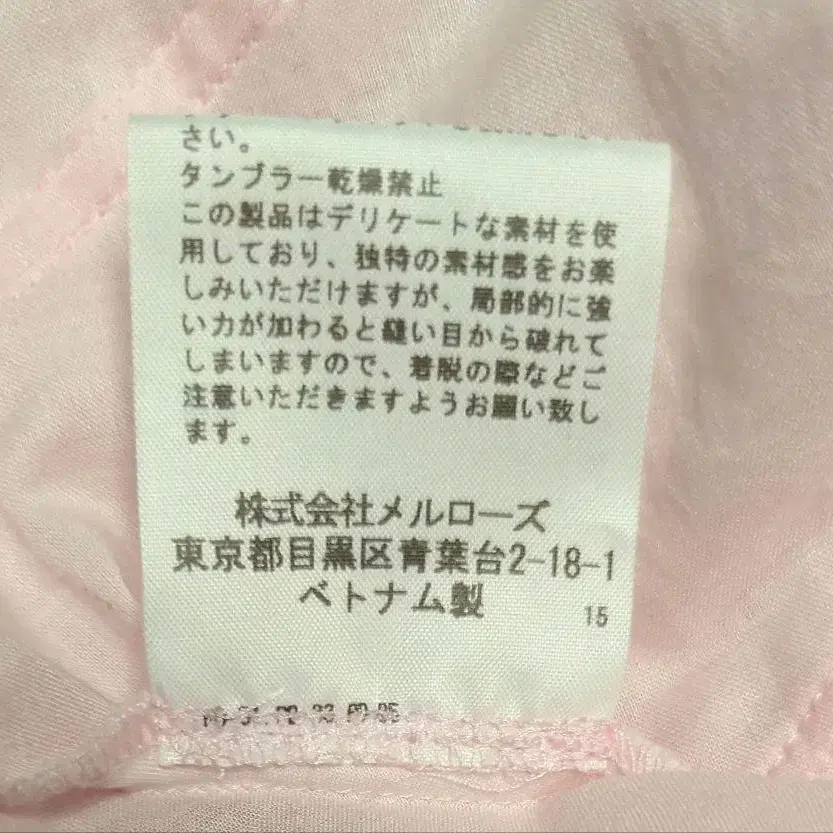 さい。
タンブラー乾燥禁止
この製品はデリケートな素材を使
用しており、独特の素材感をお楽
しみいただけますが、局部的に強
い力が加わると縫い目から破れて
しまいますので、着脱の際などご
注意いただきますようお願い致し
ます。
株式会社メルローズ
東京都目黒区青葉台2-18-1
ベトナム製
15